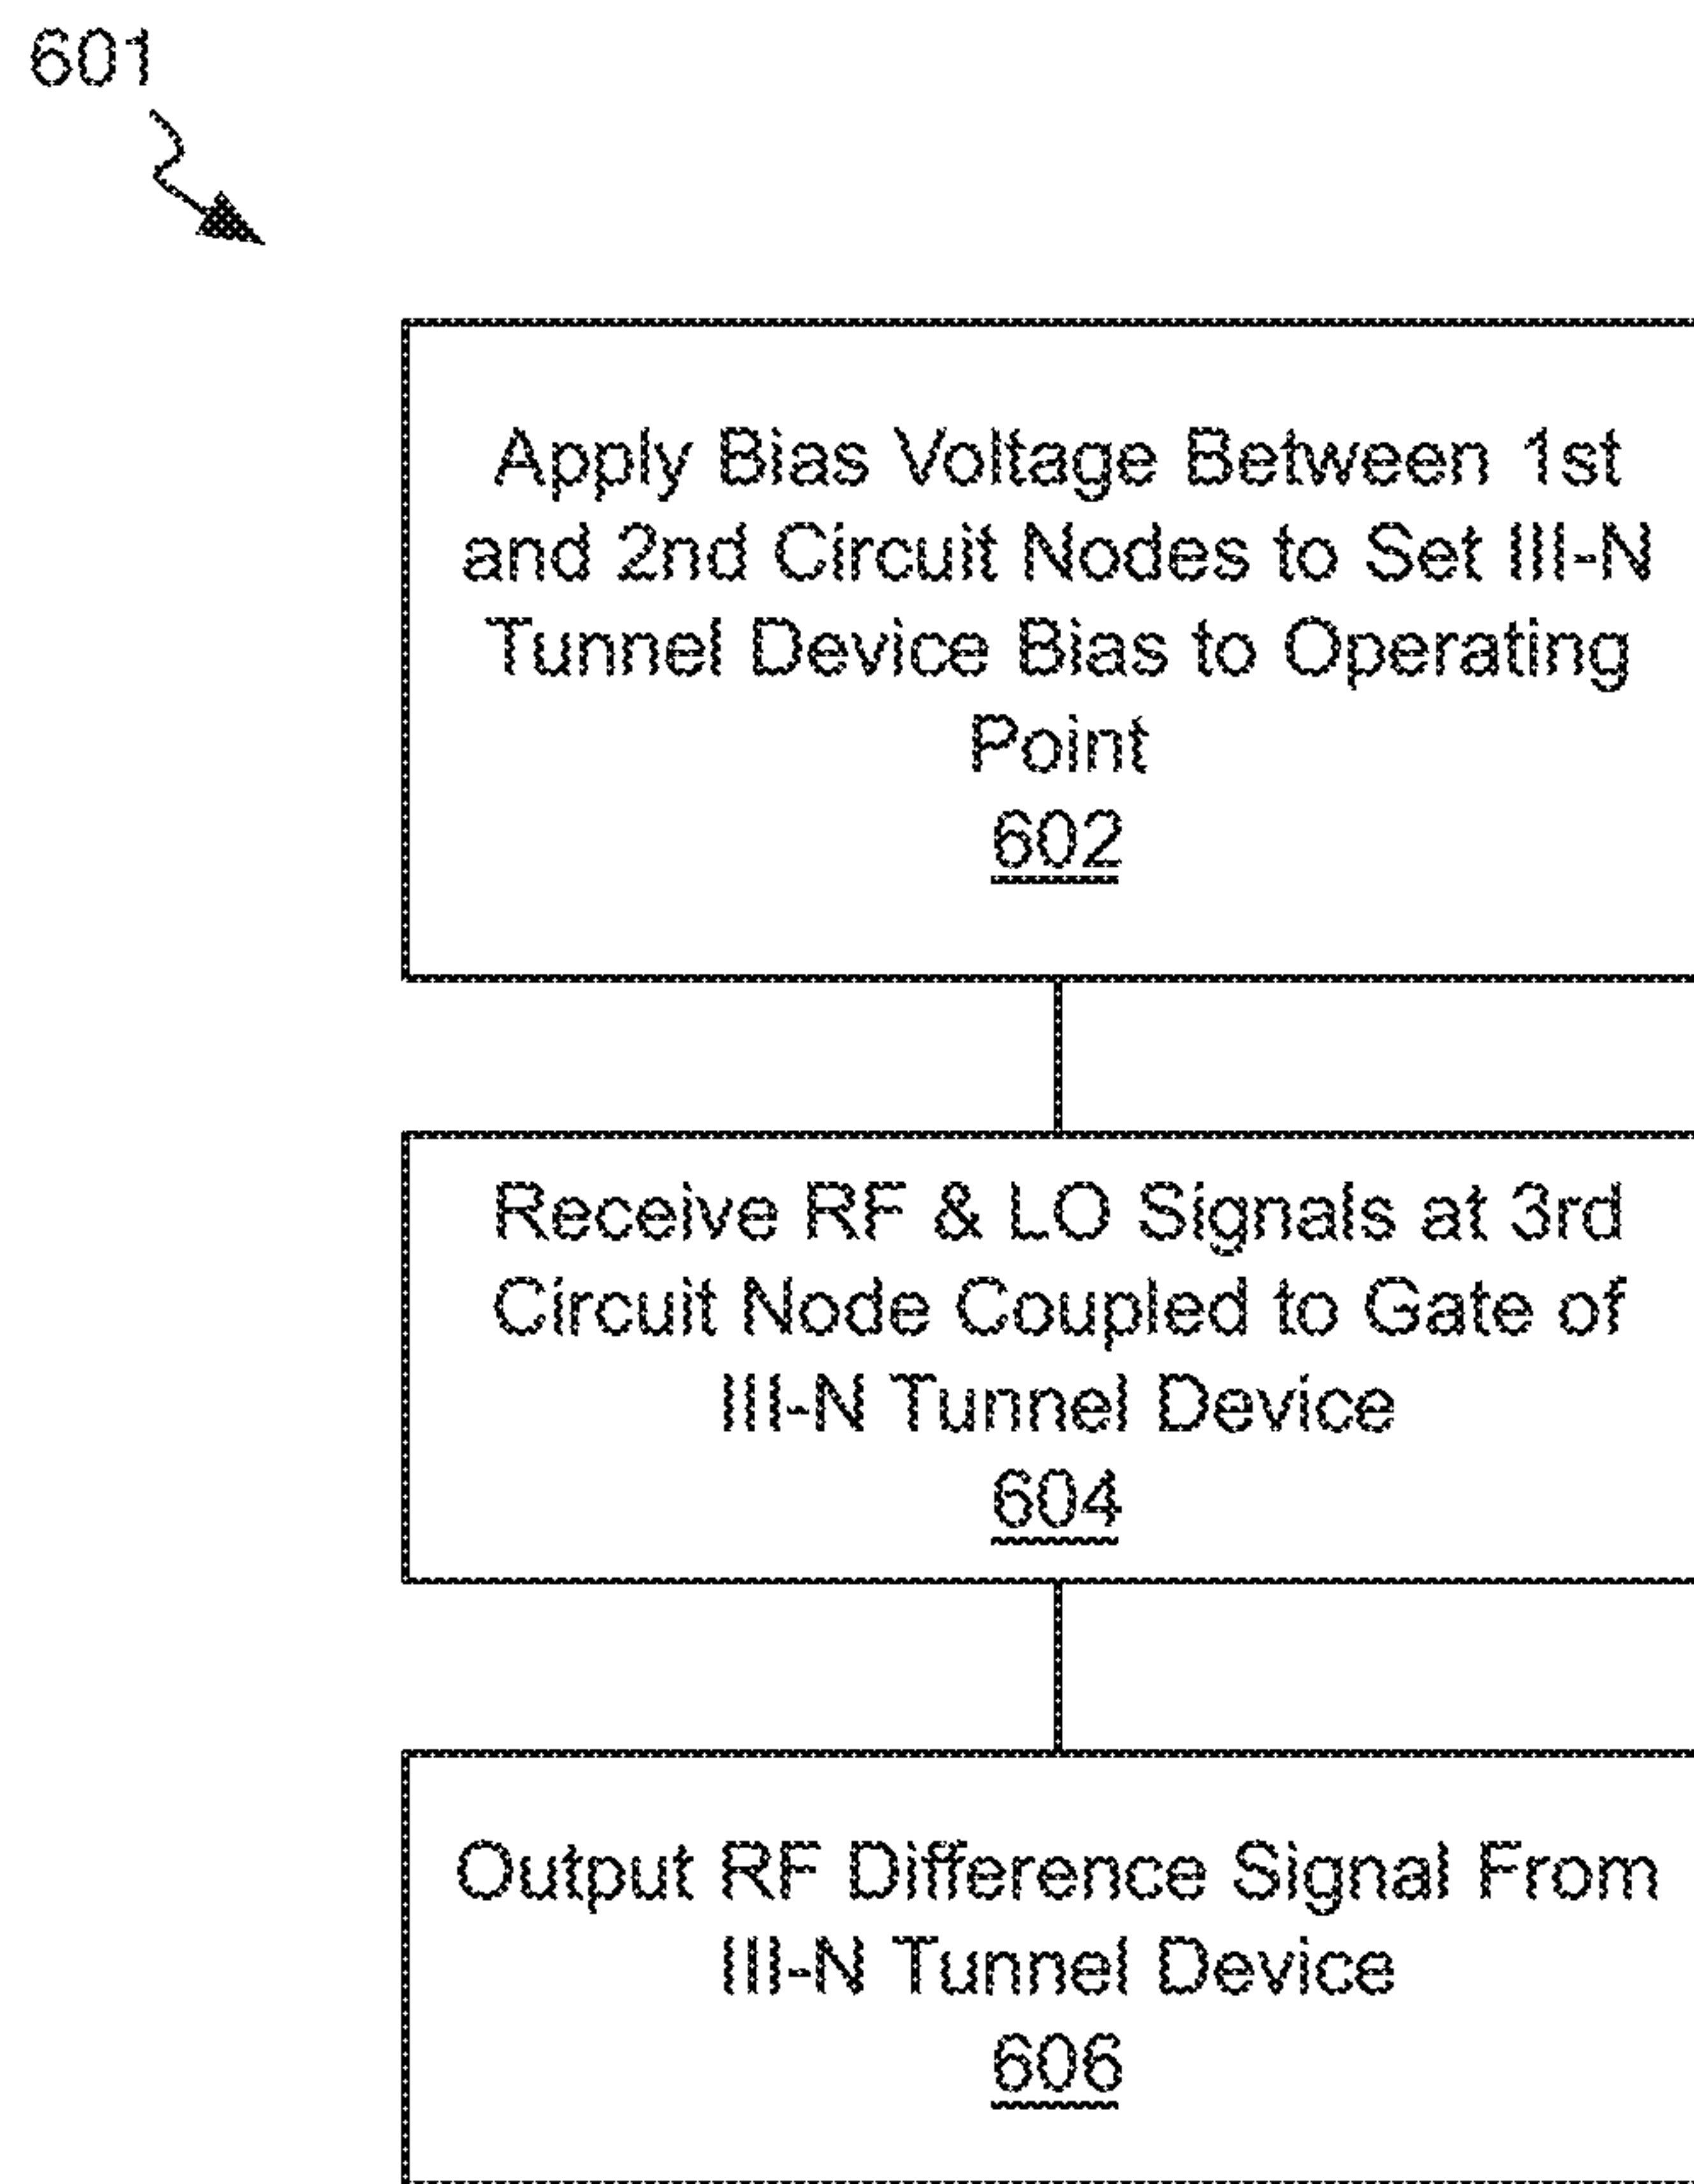 601
Apply Bias Voltage Between 1st
and 2nd Circuit Nodes to Set III-N
Tunnel Device Bias to Operating
Point
602
Receive RF & LO Signals at 3rd
Circuit Node Coupled to Gate of
III-N Tunnel Device
604
Output RF Difference Signal From
III-N Tunnel Device
606